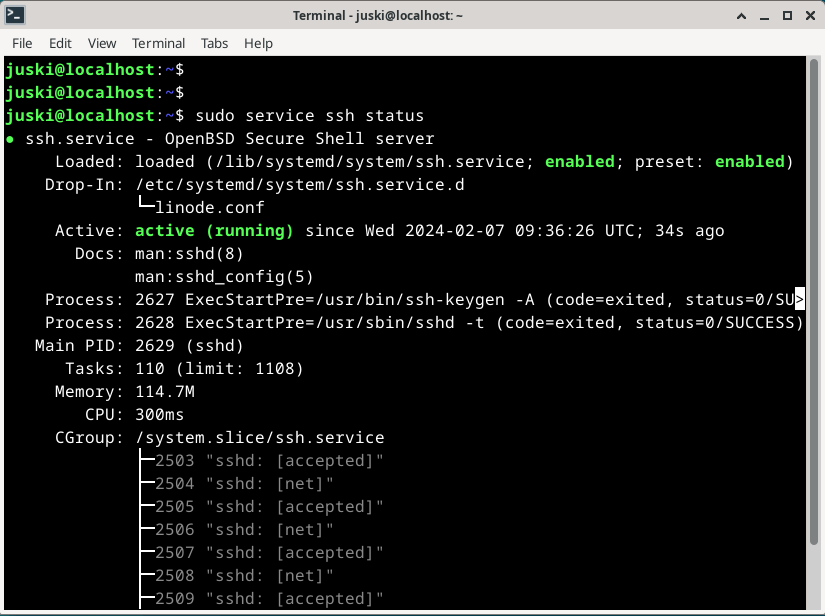 Terminal - juski@localhost: ~
File Edit View Terminal Tabs Help
juski@localhost:~$
juski@localhost:~$
juski@localhost:~$ sudo service ssh status
● ssh.service - OpenBSD Secure Shell server
Loaded: loaded (/lib/systemd/system/ssh.service; enabled; preset: enabled)
Drop-In: /etc/systemd/system/ssh.service.d
└─linode.conf
Active: active (running) since Wed 2024-02-07 09:36:26 UTC; 34s ago
Docs: man:sshd(8)
man:sshd_config(5)
Process: 2627 ExecStartPre=/usr/bin/ssh-keygen -A (code=exited, status=0/SU>
Process: 2628 ExecStartPre=/usr/sbin/sshd -t (code=exited, status=0/SUCCESS)
Main PID: 2629 (sshd)
Tasks: 110 (limit: 1108)
Memory: 114.7M
CPU: 300ms
CGroup: /system.slice/ssh.service
├─2503 "sshd: [accepted]"
├─2504 "sshd: [net]"
├─2505 "sshd: [accepted]"
├─2506 "sshd: [net]"
├─2507 "sshd: [accepted]"
├─2508 "sshd: [net]"
├─2509 "sshd: [accepted]"